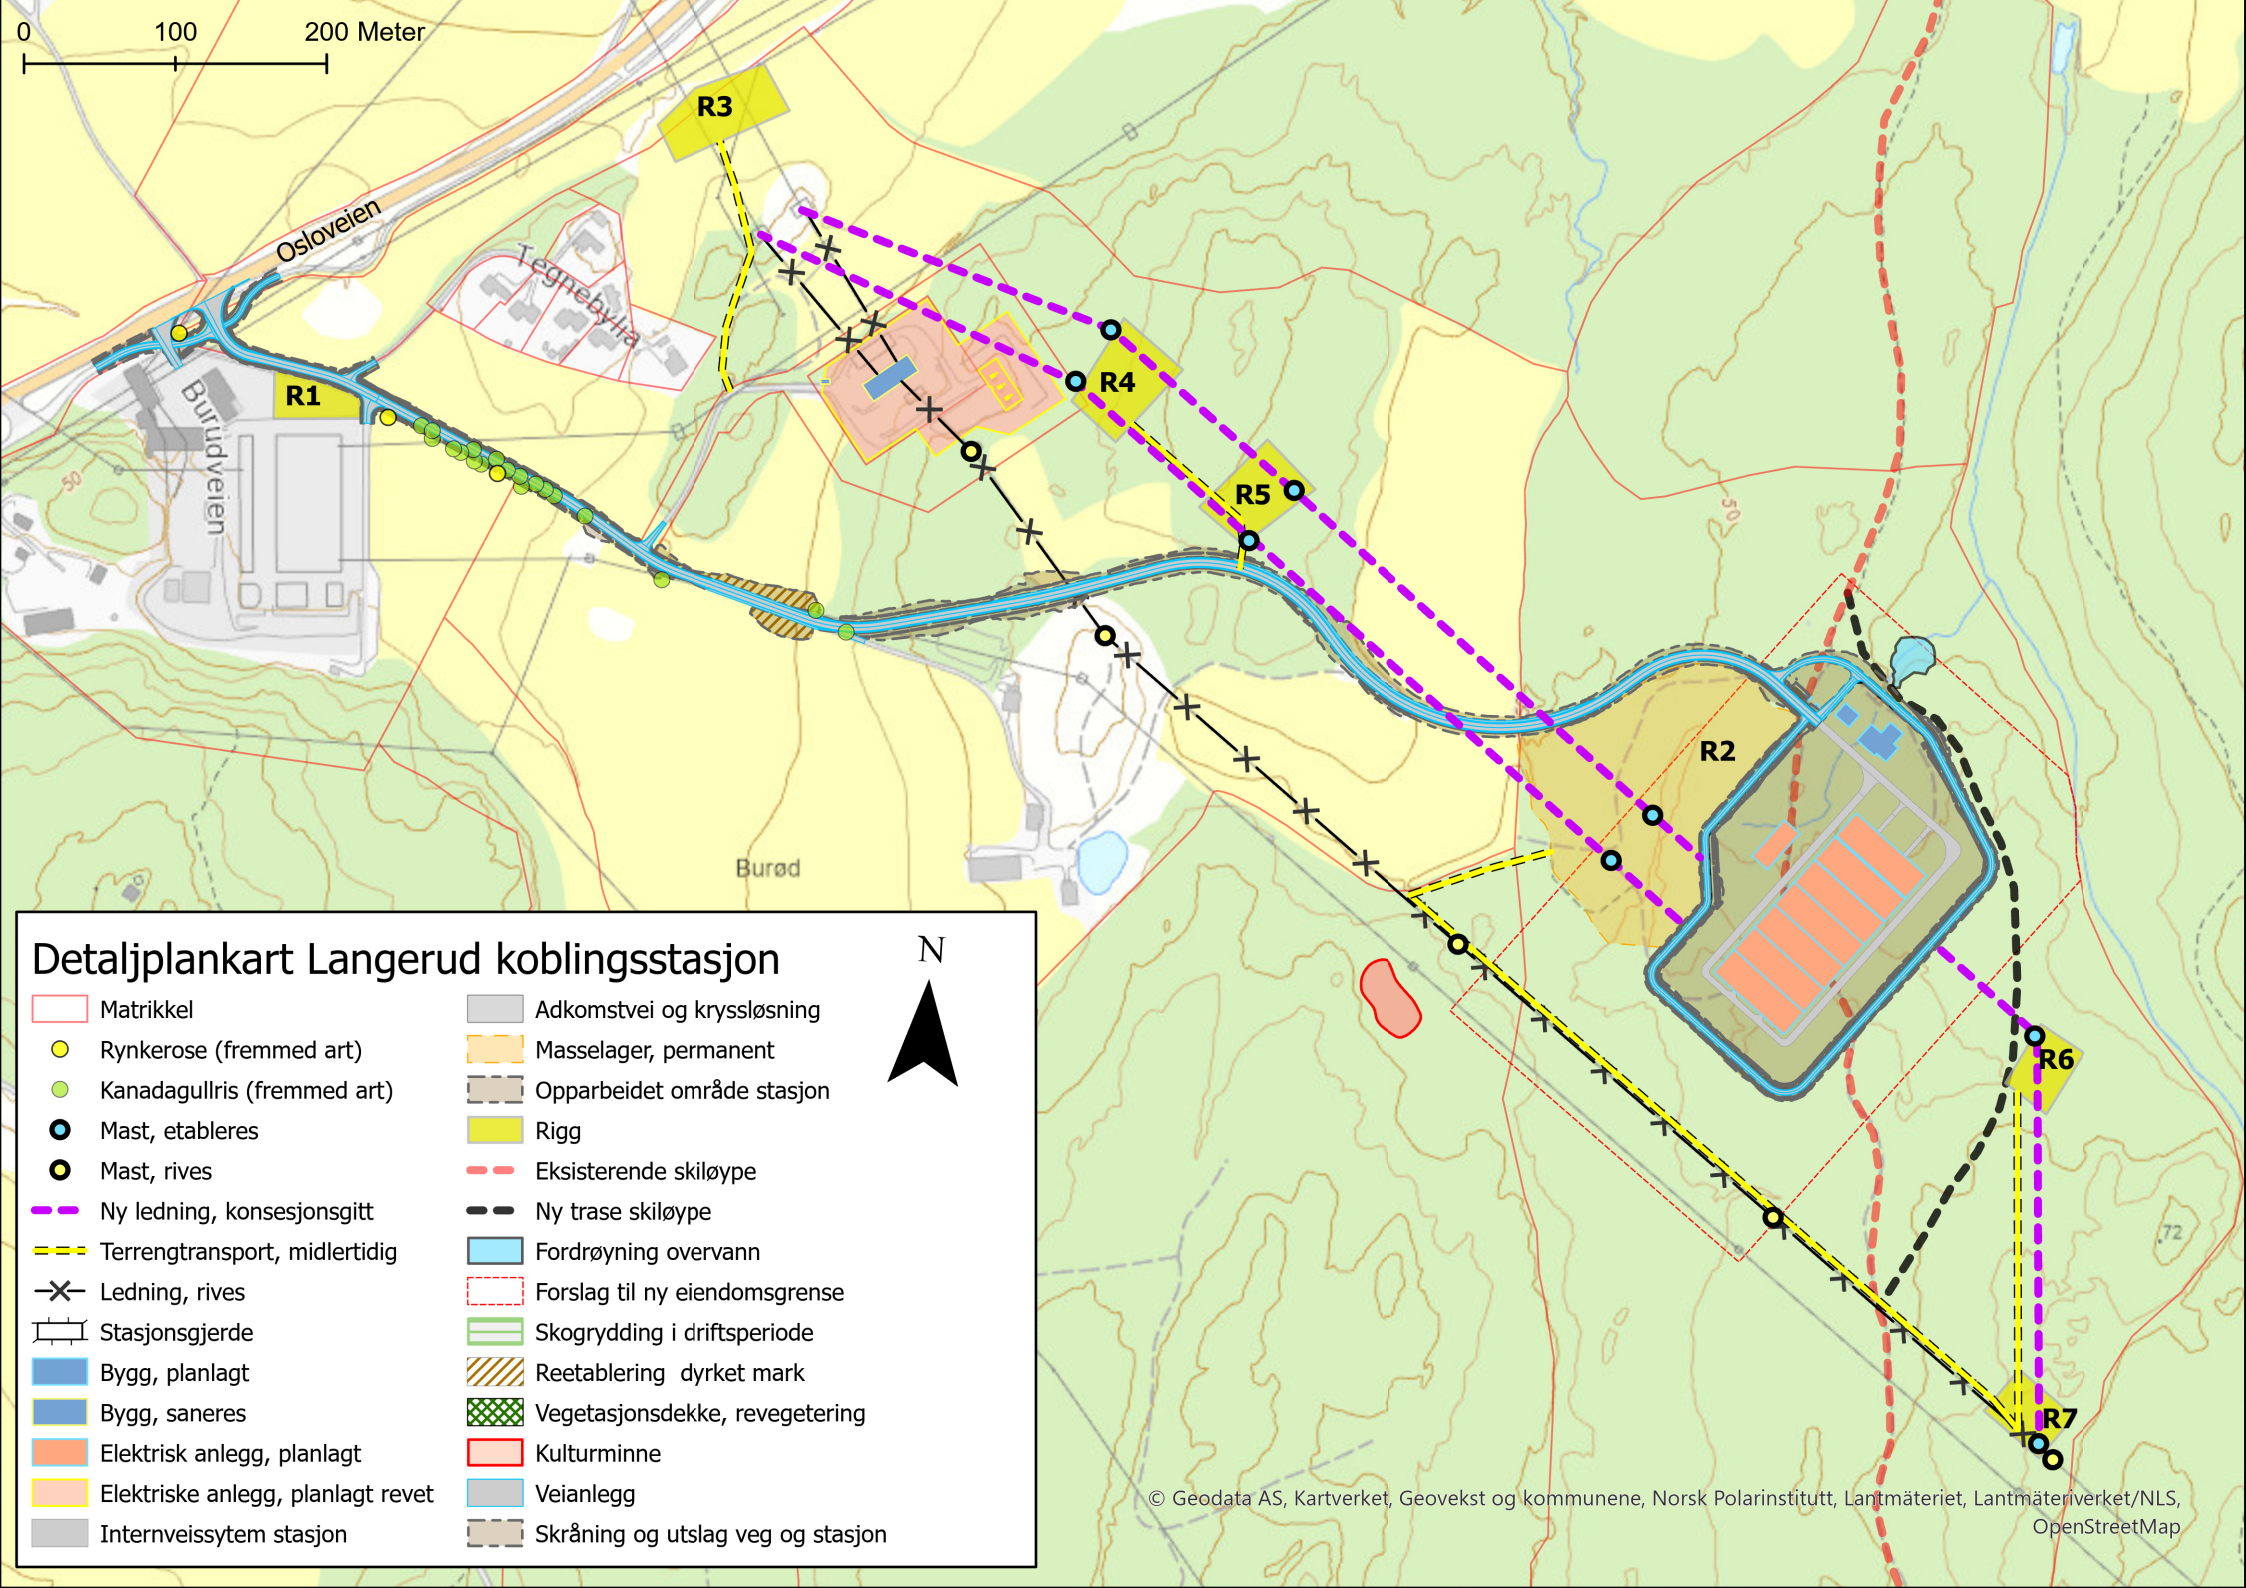 0 100 200 Meter
R3
Osloveien
Tegnebylia
Burudveien
R1
R4
R5
50
50
R2
Burød
R6
72
R7
Detaljplankart Langerud koblingsstasjon
N
Matrikkel
Rynkerose (fremmed art)
Kanadagullris (fremmed art)
Mast, etableres
Mast, rives
Ny ledning, konsesjonsgitt
Terrengtransport, midlertidig
Ledning, rives
Stasjonsgjerde
Bygg, planlagt
Bygg, saneres
Elektrisk anlegg, planlagt
Elektriske anlegg, planlagt revet
Internveissytem stasjon
Adkomstvei og kryssløsning
Masselager, permanent
Opparbeidet område stasjon
Rigg
Eksisterende skiløype
Ny trase skiløype
Fordrøyning overvann
Forslag til ny eiendomsgrense
Skogrydding i driftsperiode
Reetablering  dyrket mark
Vegetasjonsdekke, revegetering
Kulturminne
Veianlegg
Skråning og utslag veg og stasjon
© Geodata AS, Kartverket, Geovekst og kommunene, Norsk Polarinstitutt, Lantmäteriet, Lantmäteriverket/NLS,
OpenStreetMap